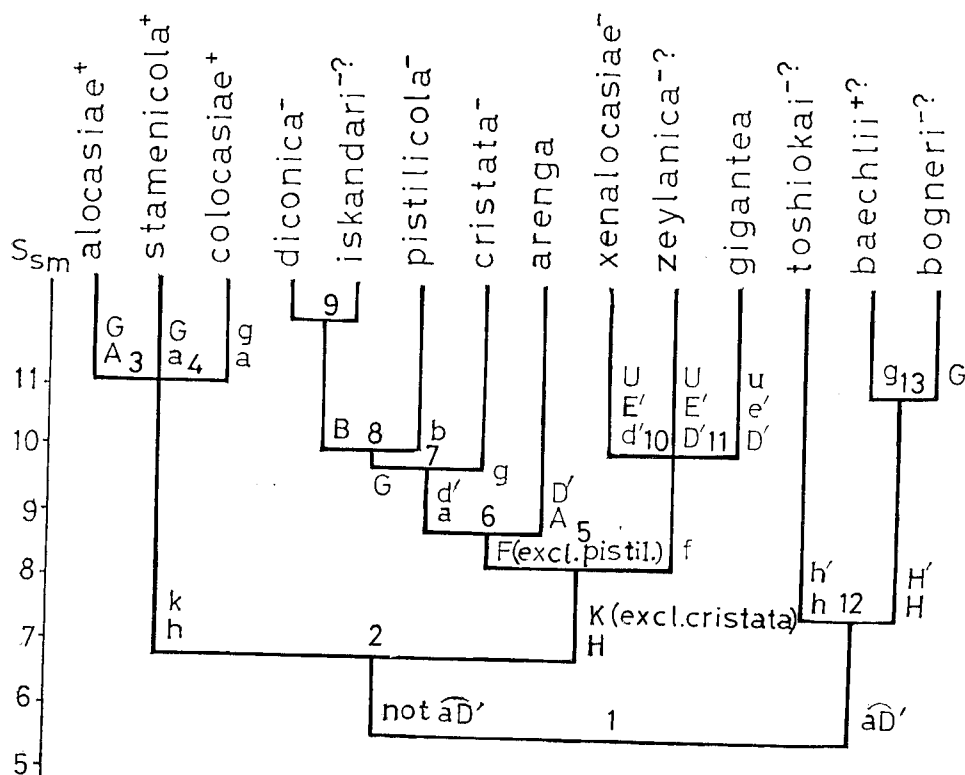 alocasiae⁺
stamenicola⁺
colocasiae⁺
diconica⁻
iskandari⁻?
pistilicola⁻
cristata⁻
arenga
xenalocasiae⁻
zeylanica⁻?
gigantea
toshiokai⁻?
baechlii⁺?
bogneri⁻?
Ssm
9
G G g
A 3 a 4 a
U U u
E′ E′ e′
d′ 10 D′ 11 D′
g 13 G
11
B 8 b
10
7
G g
d′ D′
a 6 A
9
5
F(excl.pistil.) f
8
h′ H′
h 12 H
k K(excl.cristata)
h H
7
2
6
not aD′ 1 aD′
5